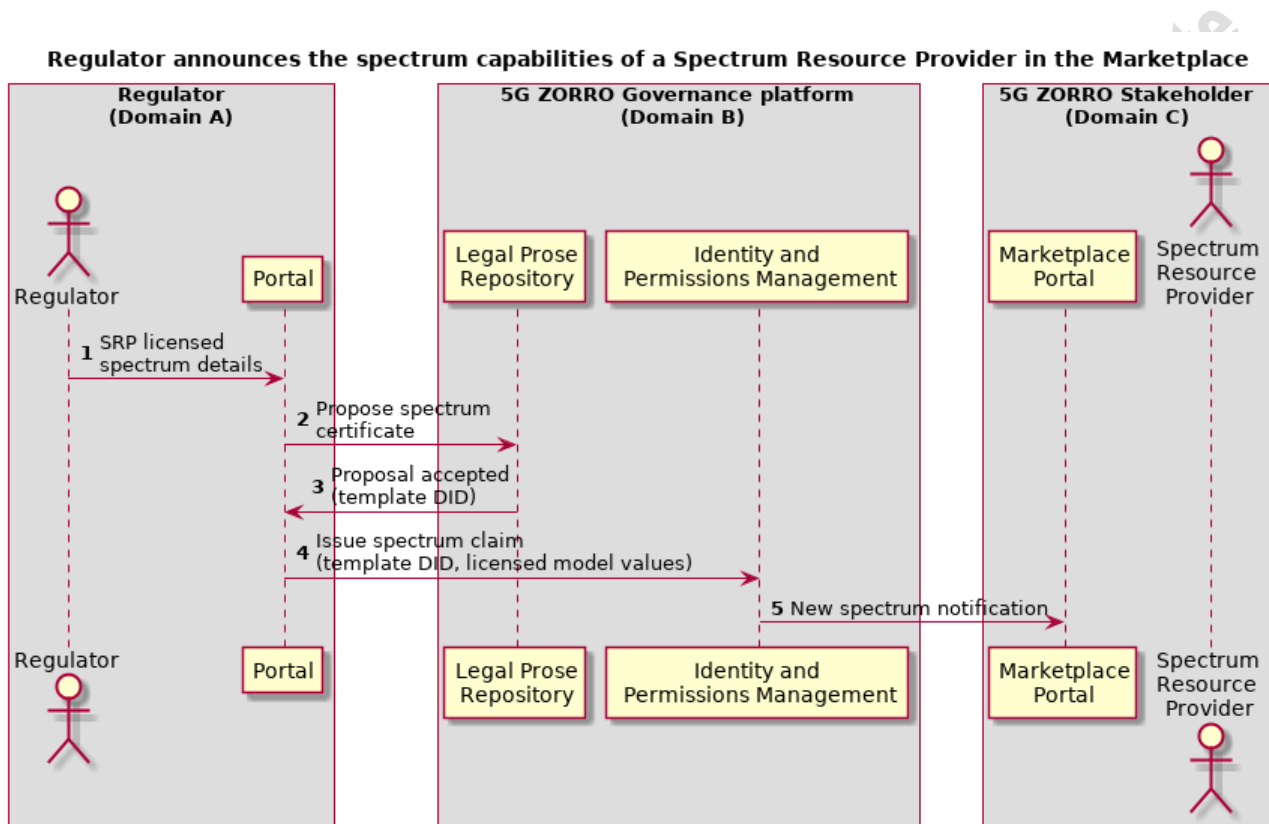 Regulator announces the spectrum capabilities of a Spectrum Resource Provider in the Marketplace
Regulator
(Domain A)
5G ZORRO Governance platform
(Domain B)
5G ZORRO Stakeholder
(Domain C)
Regulator
Portal
Legal Prose
Repository
Identity and
Permissions Management
Marketplace
Portal
Spectrum
Resource
Provider
1 SRP licensed
spectrum details
2 Propose spectrum
certificate
3 Proposal accepted
(template DID)
4 Issue spectrum claim
(template DID, licensed model values)
5 New spectrum notification
Regulator
Portal
Legal Prose
Repository
Identity and
Permissions Management
Marketplace
Portal
Spectrum
Resource
Provider